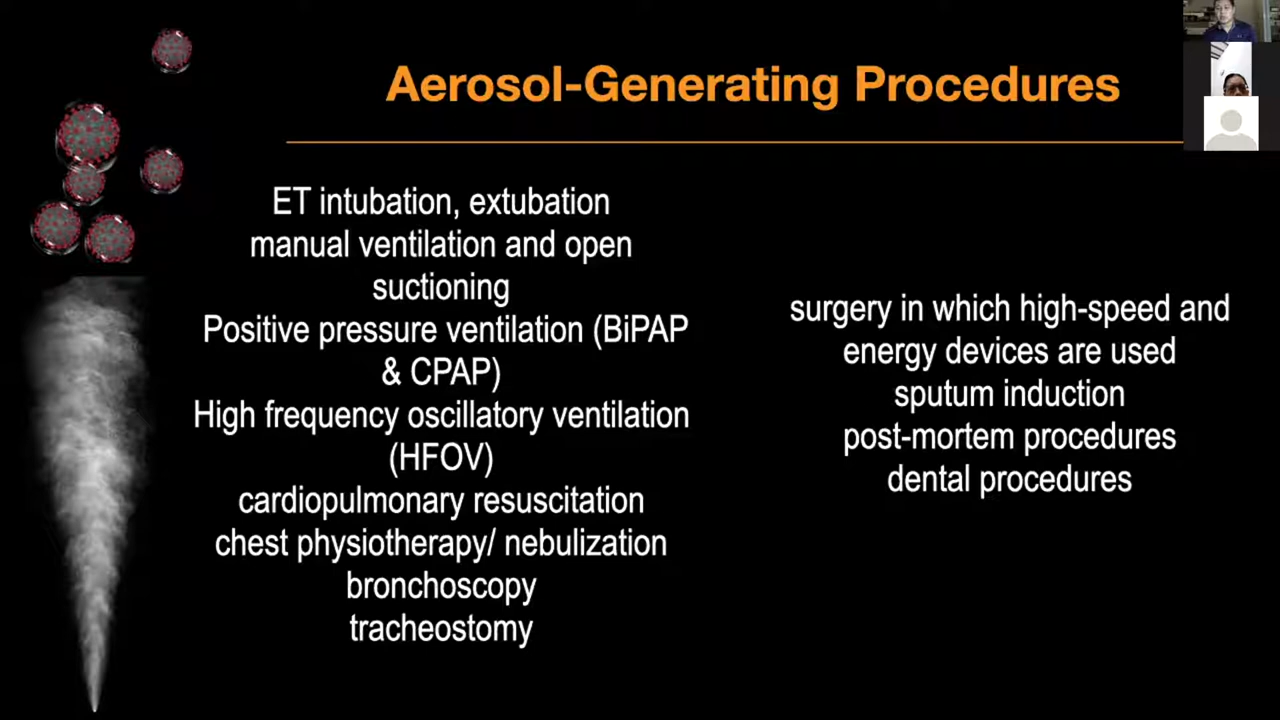 Aerosol-Generating Procedures
ET intubation, extubation
manual ventilation and open
suctioning
Positive pressure ventilation (BiPAP
& CPAP)
High frequency oscillatory ventilation
(HFOV)
cardiopulmonary resuscitation
chest physiotherapy/ nebulization
bronchoscopy
tracheostomy
surgery in which high-speed and
energy devices are used
sputum induction
post-mortem procedures
dental procedures